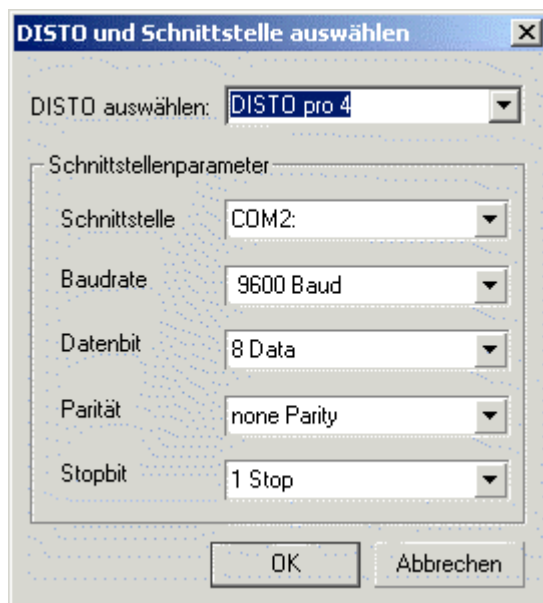 DISTO und Schnittstelle auswählen
DISTO auswählen: DISTO pro 4
Schnittstellenparameter
Schnittstelle COM2:
Baudrate 9600 Baud
Datenbit 8 Data
Parität none Parity
Stopbit 1 Stop
OK Abbrechen